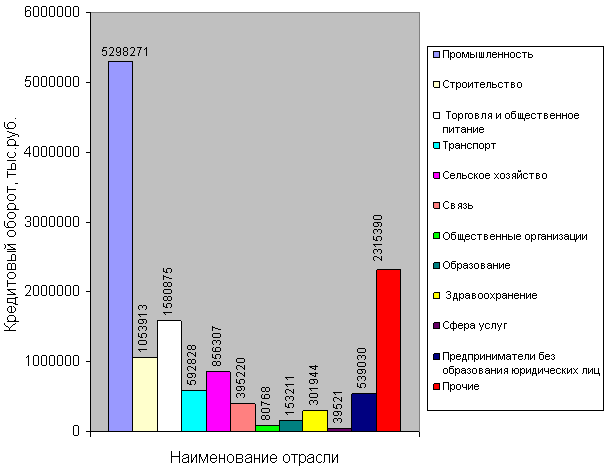 6000000
5000000
4000000
3000000
2000000
1000000
0
Кредитовый оборот, тыс.руб.
5298271
1053913
1580875
592828
856307
395220
80768
153211
301944
39521
539030
2315390
Наименование отрасли
Промышленность
Строительство
Торговля и общественное
питание
Транспорт
Сельское хозяйство
Связь
Общественные организации
Образование
Здравоохранение
Сфера услуг
Предприниматели без
образования юридических лиц
Прочие